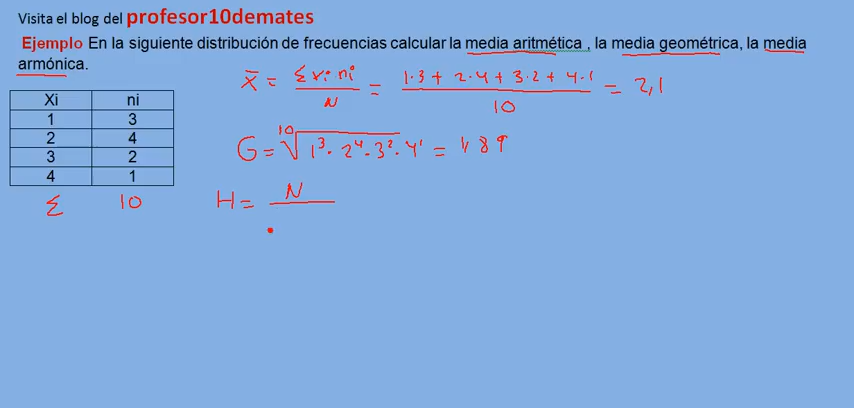 Visita el blog del profesor10demates
Ejemplo En la siguiente distribución de frecuencias calcular la media aritmética , la media geométrica, la media
armónica.
Xi ni
1 3
2 4
3 2
4 1
Σ 10
x̄ = Σ xi ni / N = 1·3 + 2·4 + 3·2 + 4·1 / 10 = 2,1
G = ¹⁰√1³·2⁴·3²·4¹ = 1,89
H = N